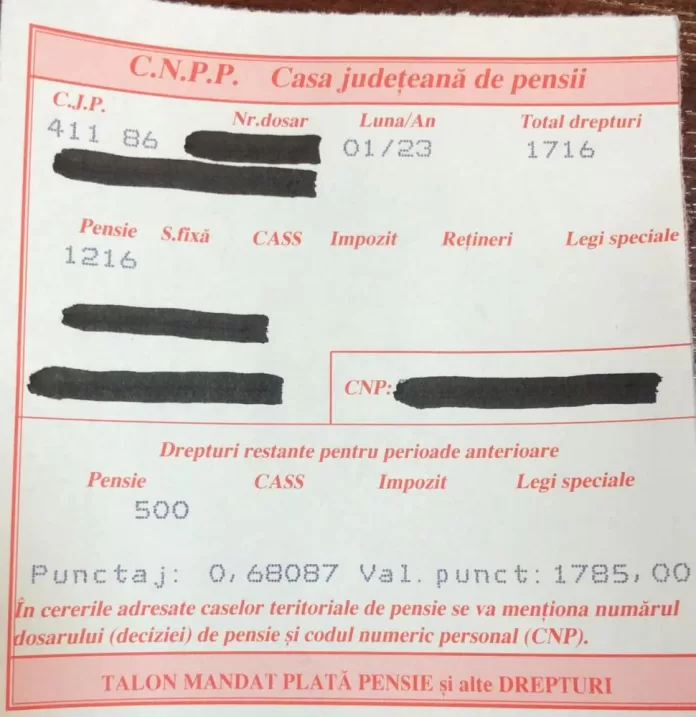 C.N.P.P. Casa județeană de pensii
C.J.P. Nr.dosar Luna/An Total drepturi
411 86 01/23 1716
Pensie S.fixă CASS Impozit Rețineri Legi speciale
1216
CNP:
Drepturi restante pentru perioade anterioare
Pensie CASS Impozit Legi speciale
500
Punctaj: 0,68087 Val. punct: 1785,00
În cererile adresate caselor teritoriale de pensie se va menționa numărul
dosarului (deciziei) de pensie și codul numeric personal (CNP).
TALON MANDAT PLATĂ PENSIE și alte DREPTURI